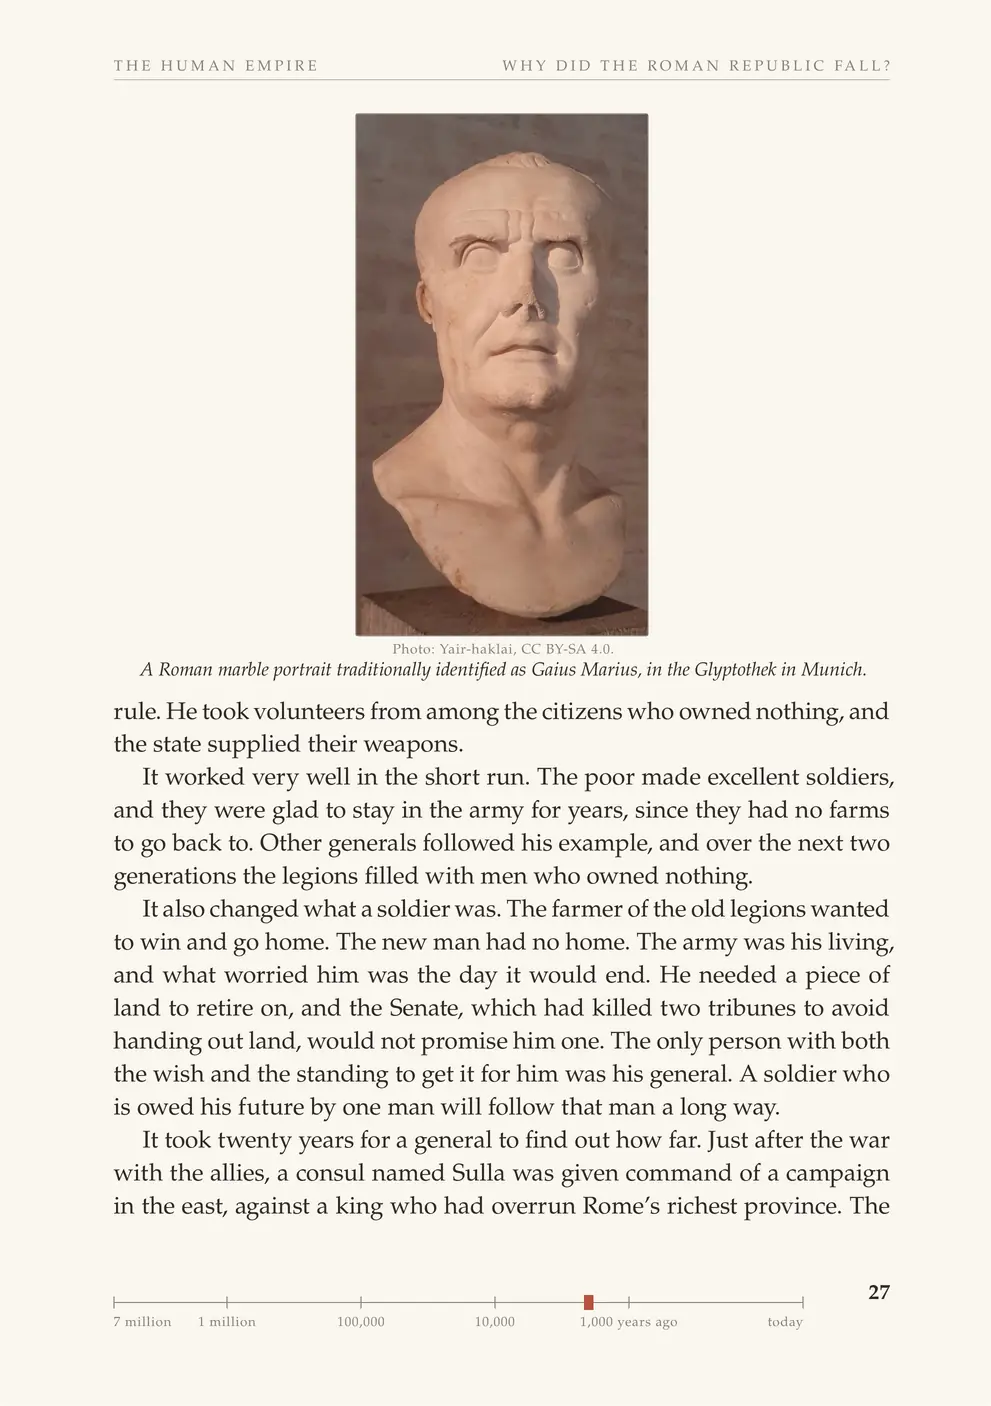 THE HUMAN EMPIRE
WHY DID THE ROMAN REPUBLIC FALL?
Photo: Yair-haklai, CC BY-SA 4.0.
A Roman marble portrait traditionally identified as Gaius Marius, in the Glyptothek in Munich.
rule. He took volunteers from among the citizens who owned nothing, and
the state supplied their weapons.
It worked very well in the short run. The poor made excellent soldiers,
and they were glad to stay in the army for years, since they had no farms
to go back to. Other generals followed his example, and over the next two
generations the legions filled with men who owned nothing.
It also changed what a soldier was. The farmer of the old legions wanted
to win and go home. The new man had no home. The army was his living,
and what worried him was the day it would end. He needed a piece of
land to retire on, and the Senate, which had killed two tribunes to avoid
handing out land, would not promise him one. The only person with both
the wish and the standing to get it for him was his general. A soldier who
is owed his future by one man will follow that man a long way.
It took twenty years for a general to find out how far. Just after the war
with the allies, a consul named Sulla was given command of a campaign
in the east, against a king who had overrun Rome’s richest province. The
27
7 million 1 million 100,000 10,000 1,000 years ago today